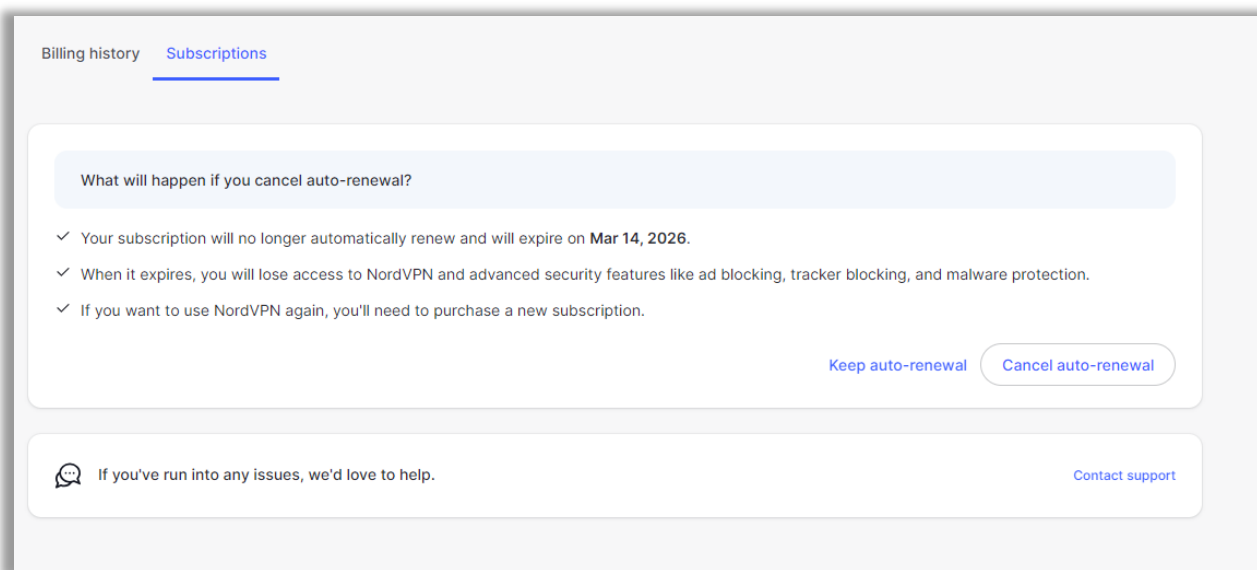 Billing history Subscriptions
What will happen if you cancel auto-renewal?
Your subscription will no longer automatically renew and will expire on Mar 14, 2026.
When it expires, you will lose access to NordVPN and advanced security features like ad blocking, tracker blocking, and malware protection.
If you want to use NordVPN again, you'll need to purchase a new subscription.
Keep auto-renewal Cancel auto-renewal
If you've run into any issues, we'd love to help. Contact support